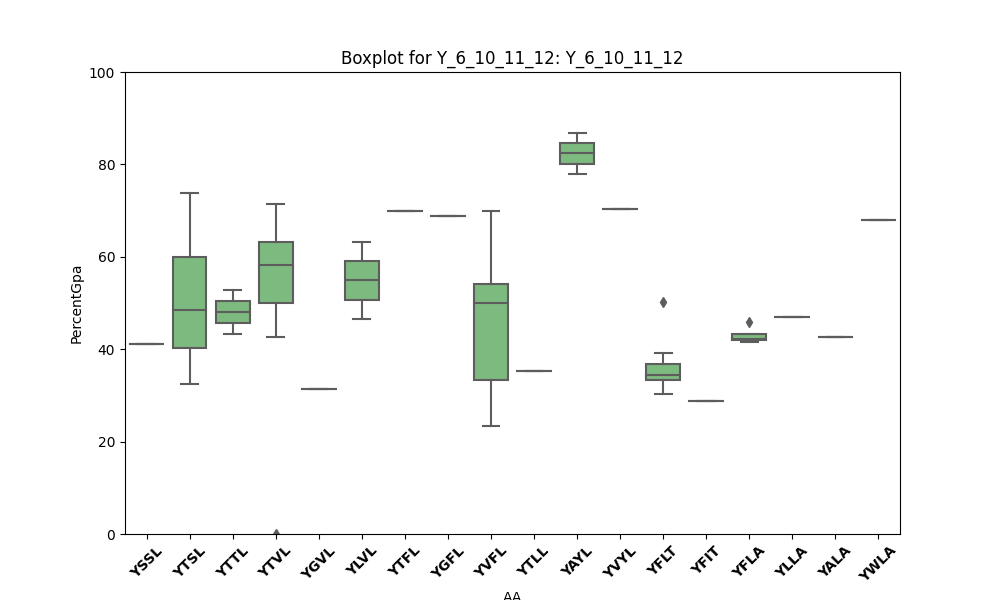 Boxplot for Y_6_10_11_12: Y_6_10_11_12
100
80
60
40
20
0
PercentGpa
YSSL
YTSL
YTTL
YTVL
YGVL
YLVL
YTFL
YGFL
YVFL
YTLL
YAYL
YVYL
YFLT
YFIT
YFLA
YLLA
YALA
YWLA
AA